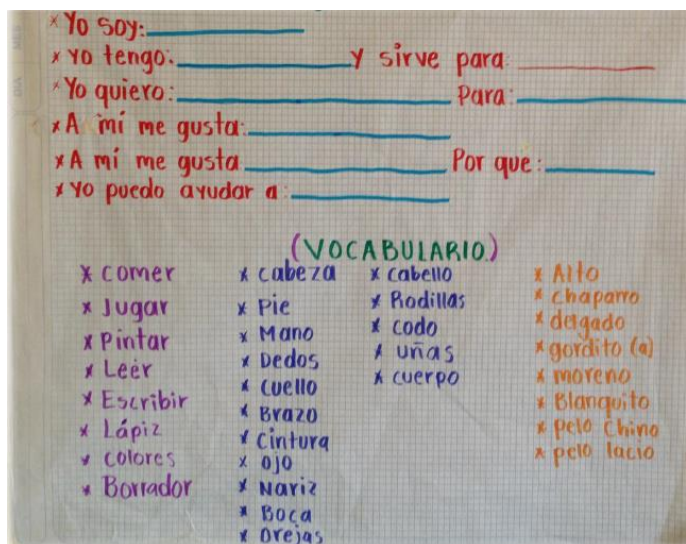 x Yo soy:
x yo tengo: y sirve para:
x Yo quiero: Para:
x A mí me gusta:
x A mí me gusta Por que:
x Yo puedo ayudar a:
(VOCABULARIO.)
x comer
x Jugar
x Pintar
x Leer
x Escribir
x Lápiz
x colores
x Borrador
x cabeza
x Pie
x Mano
x Dedos
x Cuello
x Brazo
x Cintura
x ojo
x Nariz
x Boca
x Orejas
x cabello
x Rodillas
x codo
x uñas
x cuerpo
x Alto
x chaparro
x delgado
x gordito (a)
x moreno
x Blanquito
x pelo Chino
x pelo lacio